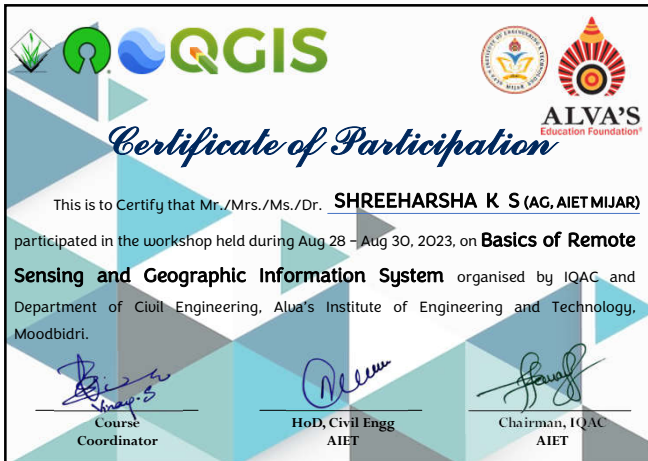 QGIS
ALVA'S
Education Foundation®
Certificate of Participation
This is to Certify that Mr./Mrs./Ms./Dr. SHREEHARSHA K S (AG, AIET MIJAR)
participated in the workshop held during Aug 28 – Aug 30, 2023, on Basics of Remote
Sensing and Geographic Information System organised by IQAC and
Department of Civil Engineering, Alva's Institute of Engineering and Technology,
Moodbidri.
Vinay.S
Course
Coordinator
HoD, Civil Engg
AIET
Chairman, IQAC
AIET